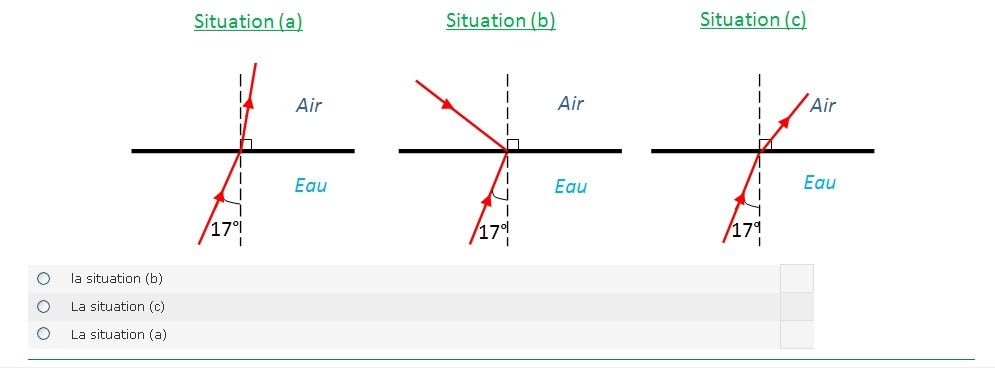 Situation (a) Situation (b) Situation (c)
Air Air Air
Eau Eau Eau
17° 17° 17°
la situation (b)
La situation (c)
La situation (a)